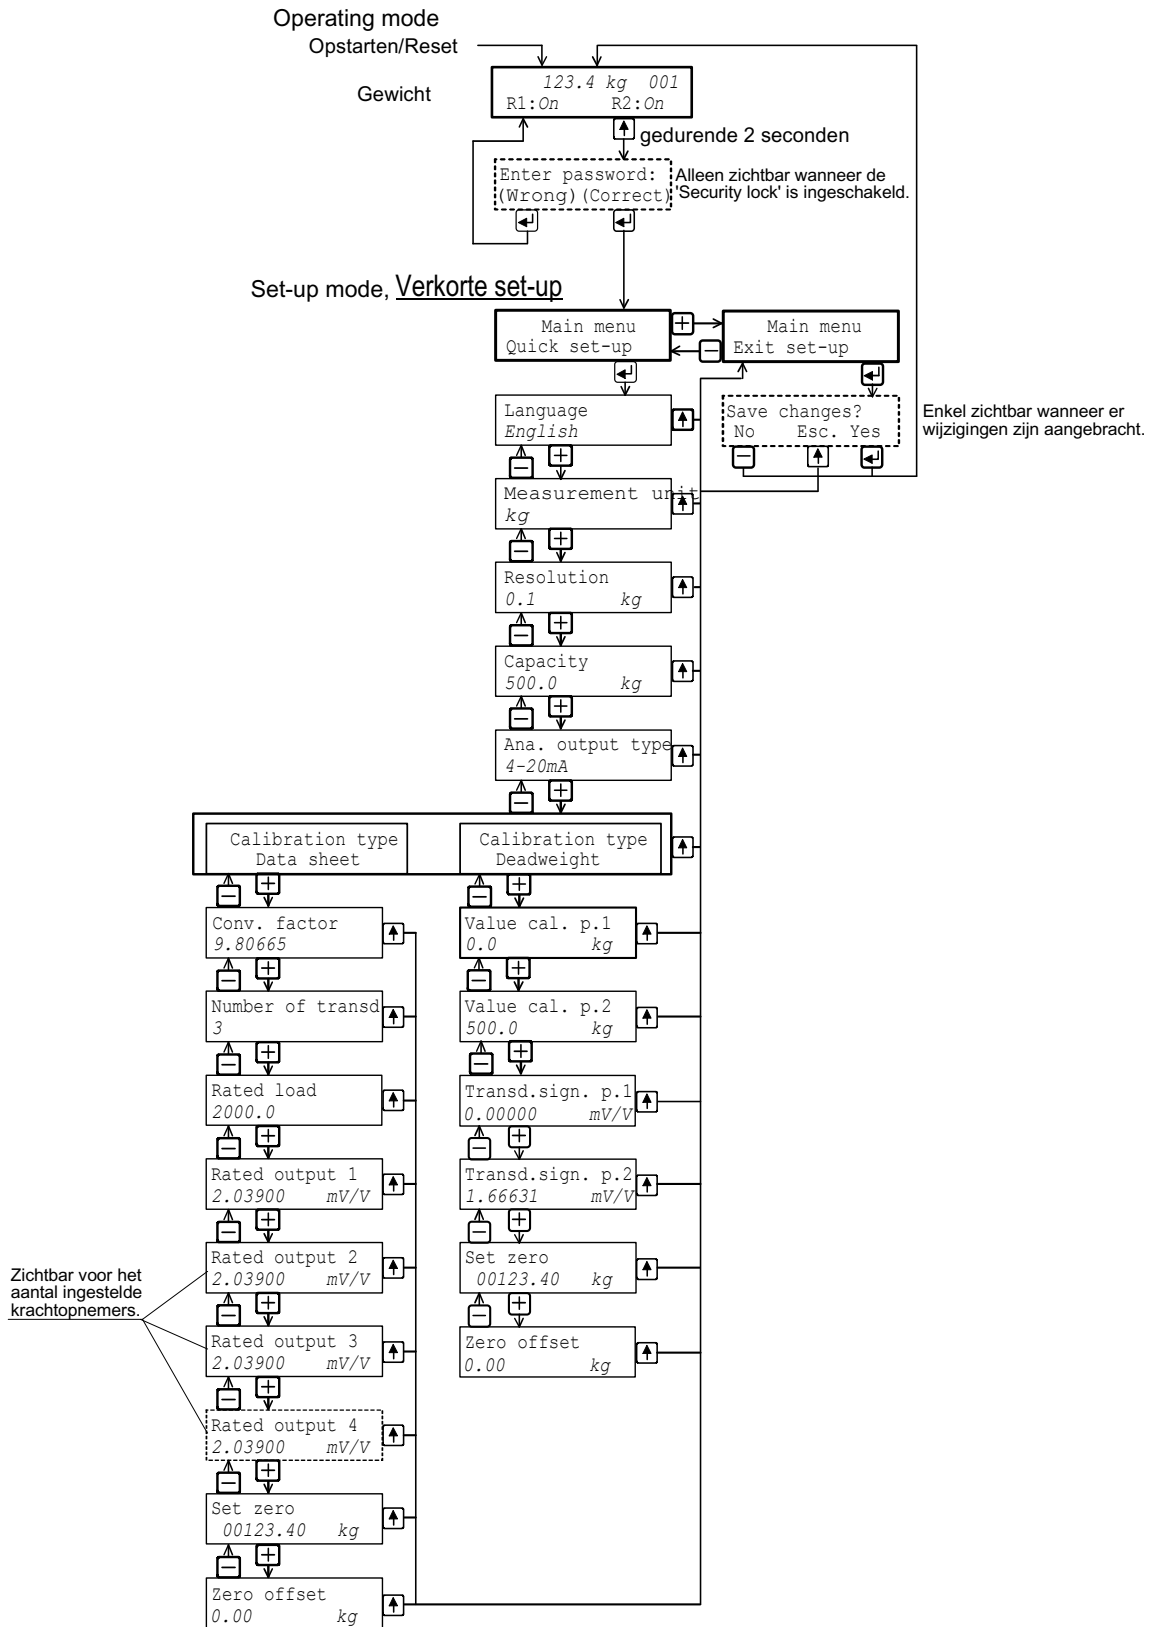 Operating mode
Opstarten/Reset
Gewicht
123.4 kg 001
R1:On R2:On
gedurende 2 seconden
Enter password:
(Wrong)(Correct)
Alleen zichtbar wanneer de
'Security lock' is ingeschakeld.
Set-up mode, Verkorte set-up
Main menu
Quick set-up
Main menu
Exit set-up
Save changes?
No Esc. Yes
Enkel zichtbar wanneer er
wijzigingen zijn aangebracht.
Language
English
Measurement unit
kg
Resolution
0.1 kg
Capacity
500.0 kg
Ana. output type
4-20mA
Calibration type
Data sheet
Calibration type
Deadweight
Conv. factor
9.80665
Number of transd
3
Rated load
2000.0
Rated output 1
2.03900 mV/V
Rated output 2
2.03900 mV/V
Rated output 3
2.03900 mV/V
Rated output 4
2.03900 mV/V
Set zero
00123.40 kg
Zero offset
0.00 kg
Zichtbar voor het
aantal ingestelde
krachtopnemers.
Value cal. p.1
0.0 kg
Value cal. p.2
500.0 kg
Transd.sign. p.1
0.00000 mV/V
Transd.sign. p.2
1.66631 mV/V
Set zero
00123.40 kg
Zero offset
0.00 kg